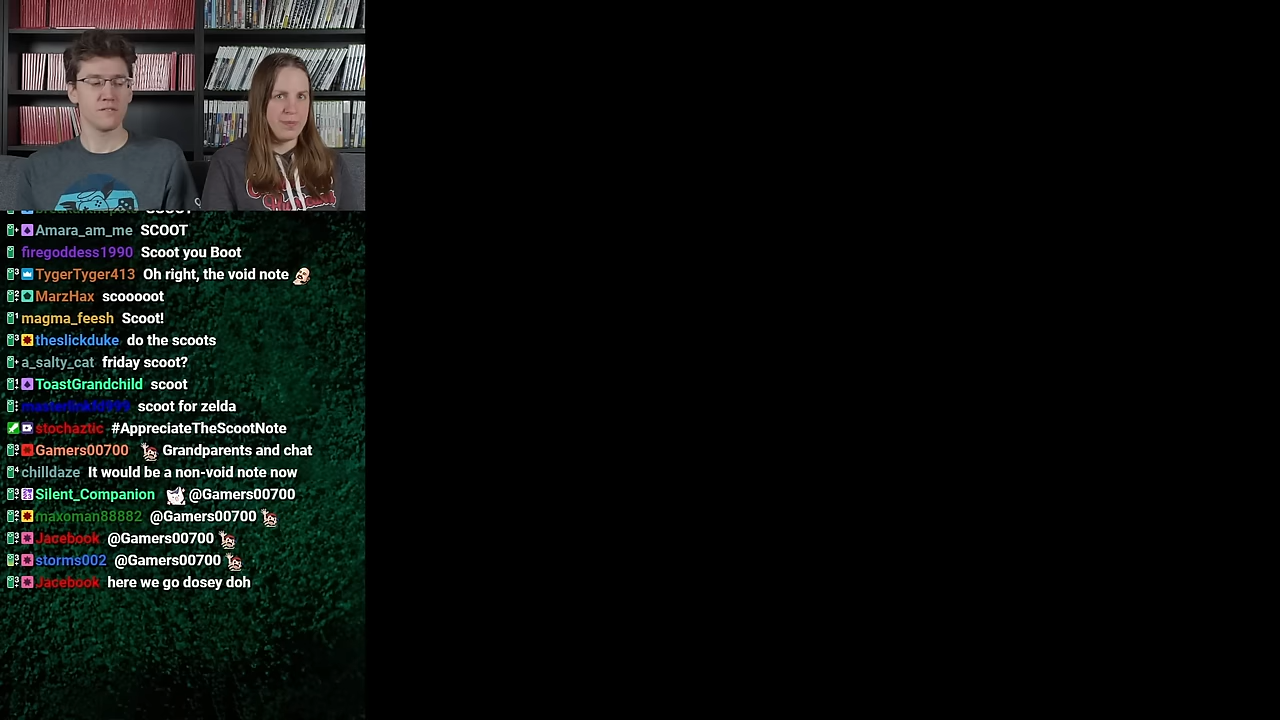 SCOOT
Amara_am_me SCOOT
firegoddess1990 Scoot you Boot
TygerTyger413 Oh right, the void note
MarzHax scooooot
magma_feesh Scoot!
theslickduke do the scoots
a_salty_cat friday scoot?
ToastGrandchild scoot
scoot for zelda
stochaztic #AppreciateTheScootNote
Gamers00700 Grandparents and chat
chilldaze It would be a non-void note now
Silent_Companion @Gamers00700
maxoman88882 @Gamers00700
Jacebook @Gamers00700
storms002 @Gamers00700
Jacebook here we go dosey doh